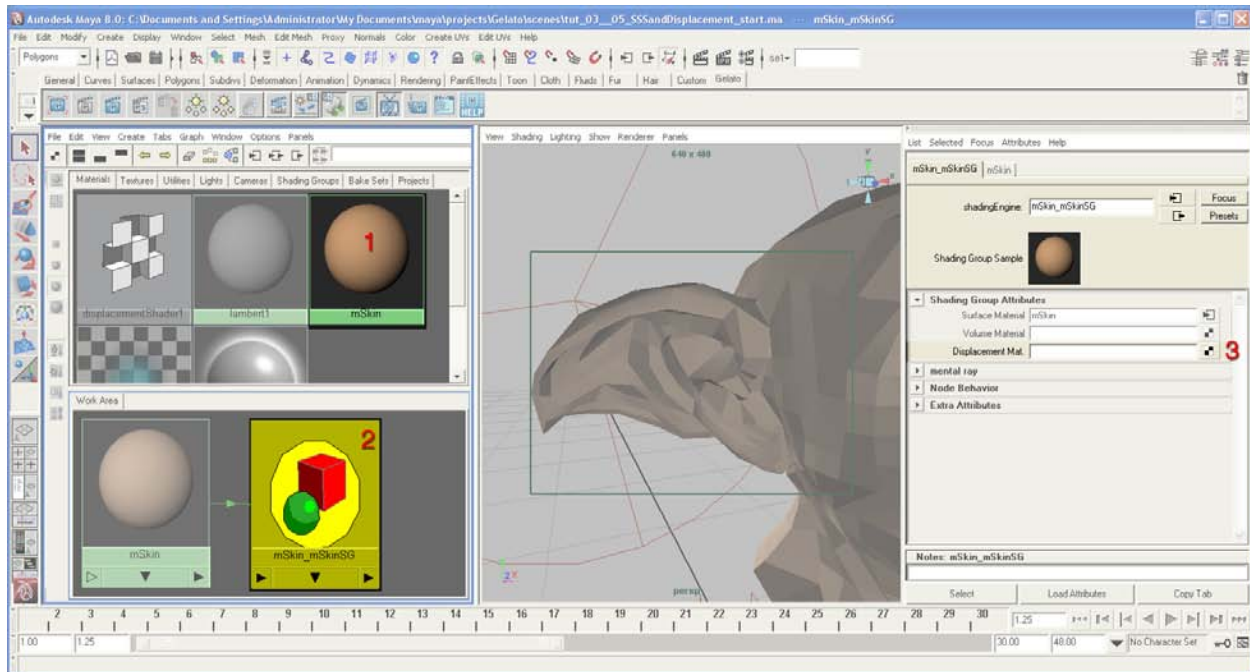 Autodesk Maya 8.0: C:\Documents and Settings\Administrator\My Documents\maya\projects\Gelato\scenes\tut_03__05_SSSandDisplacement_start.ma --- mSkin_mSkinSG
File Edit Modify Create Display Window Select Mesh Edit Mesh Proxy Normals Color Create UVs Edit UVs Help
Polygons
sel-
General Curves Surfaces Polygons Subdivs Deformation Animation Dynamics Rendering PaintEffects Toon Cloth Fluids Fur Hair Custom Gelato
HELP
File Edit View Create Tabs Graph Window Options Panels
Materials Textures Utilities Lights Cameras Shading Groups Bake Sets Projects
1
displacementShader1 lambert1 mSkin
Work Area
2
mSkin mSkin_mSkinSG
View Shading Lighting Show Renderer Panels
640 x 480
persp
List Selected Focus Attributes Help
mSkin_mSkinSG mSkin
shadingEngine: mSkin_mSkinSG
Focus
Presets
Shading Group Sample
Shading Group Attributes
Surface Material mSkin
Volume Material
Displacement Mat. 3
mental ray
Node Behavior
Extra Attributes
Notes: mSkin_mSkinSG
Select Load Attributes Copy Tab
2 3 4 5 6 7 8 9 10 11 12 13 14 15 16 17 18 19 20 21 22 23 24 25 26 27 28 29 30 1.25
1.00 1.25 30.00 48.00 No Character Set